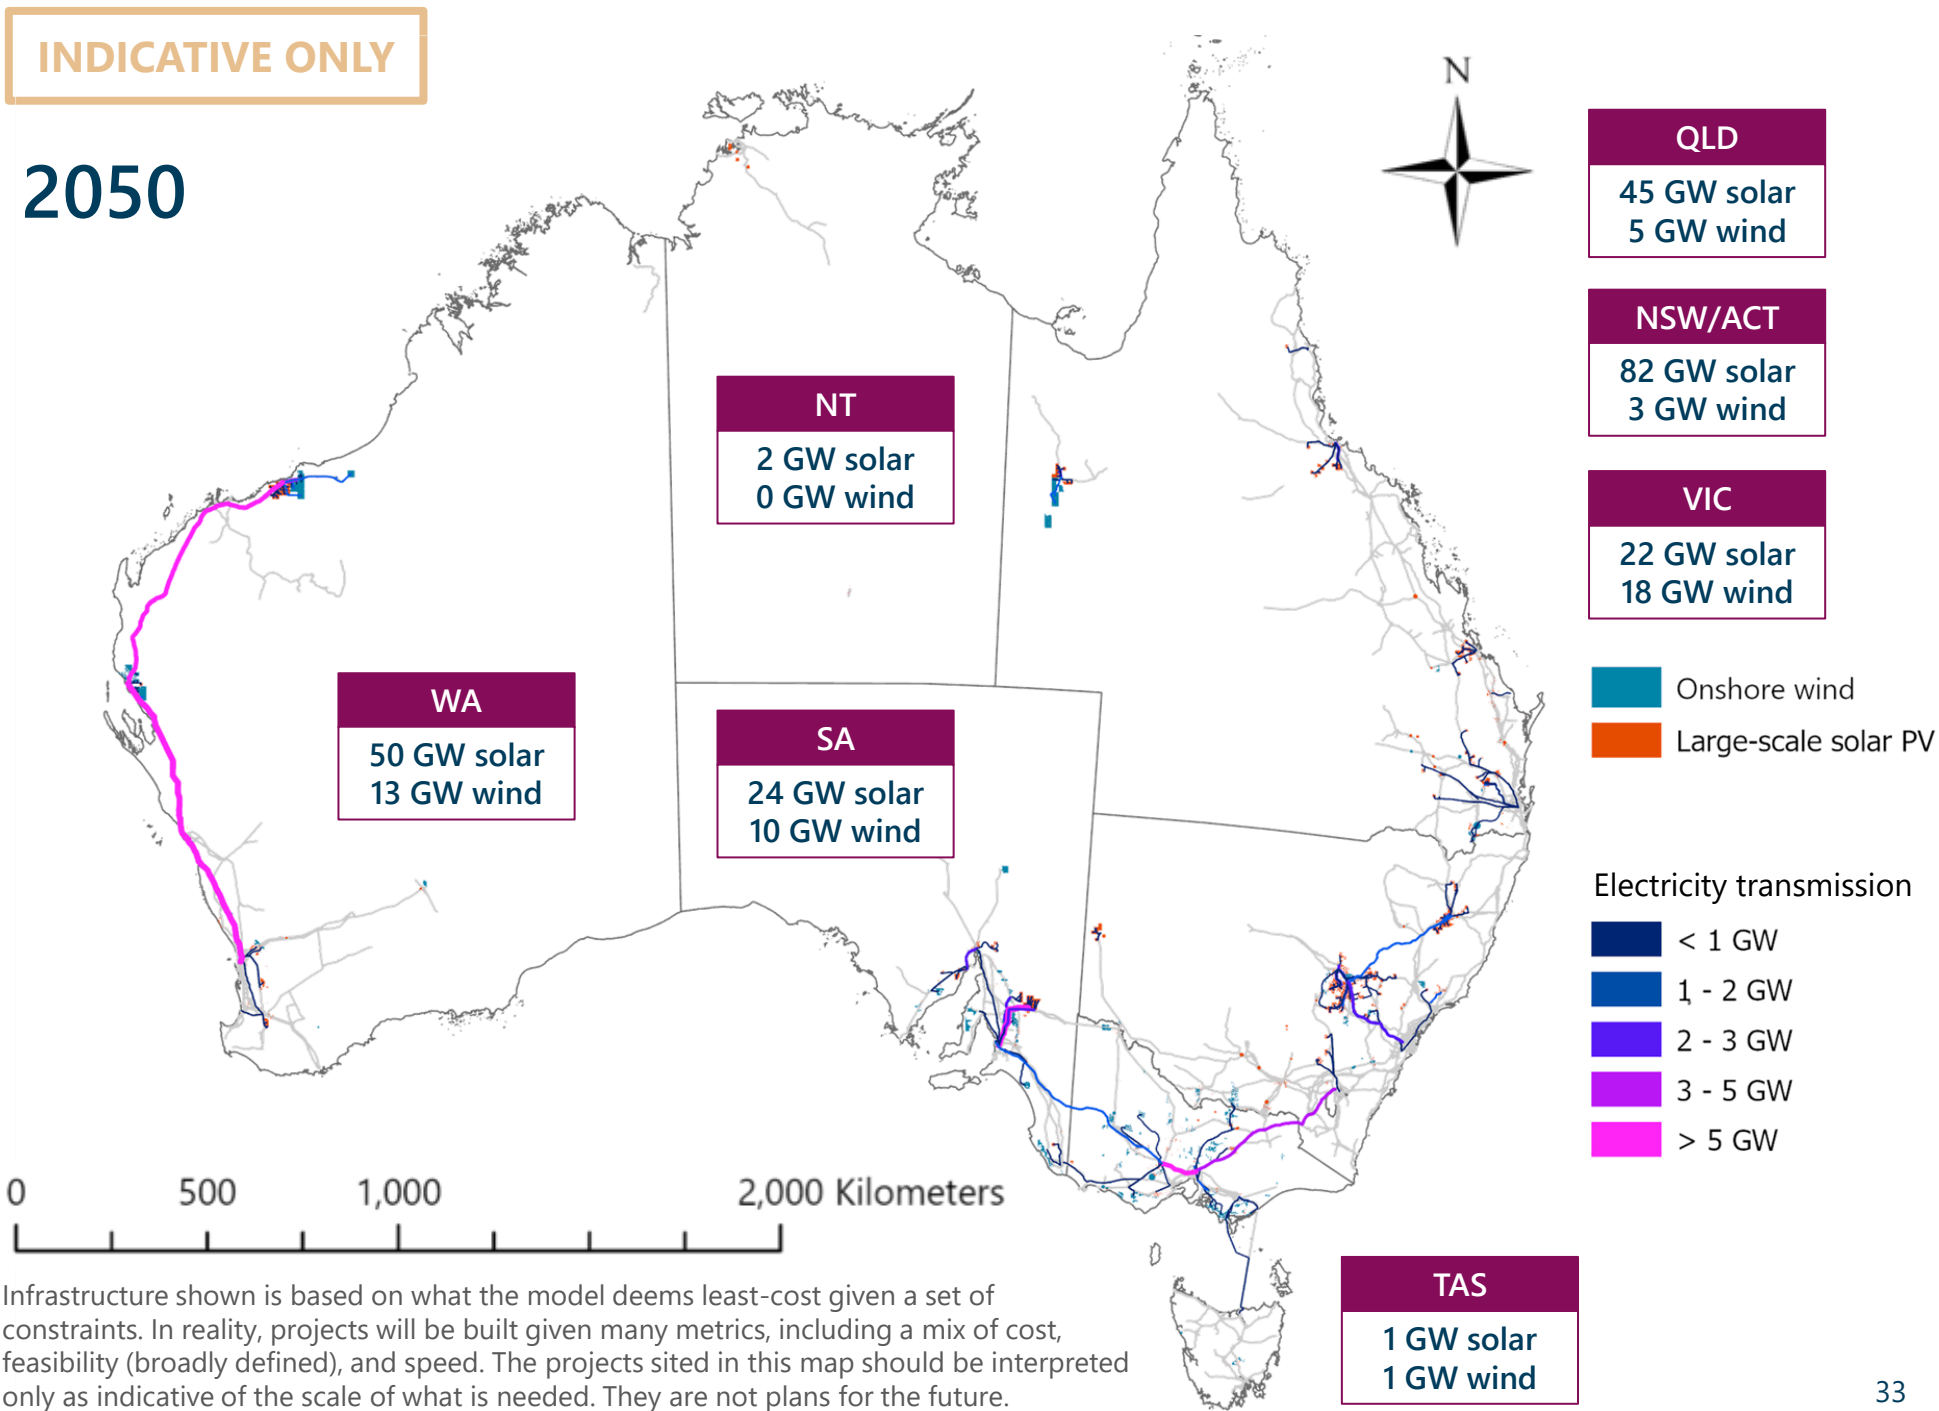 INDICATIVE ONLY
2050
N
QLD
45 GW solar
5 GW wind
NSW/ACT
82 GW solar
3 GW wind
VIC
22 GW solar
18 GW wind
NT
2 GW solar
0 GW wind
WA
50 GW solar
13 GW wind
SA
24 GW solar
10 GW wind
Onshore wind
Large-scale solar PV
Electricity transmission
< 1 GW
1 - 2 GW
2 - 3 GW
3 - 5 GW
> 5 GW
0 500 1,000 2,000 Kilometers
TAS
1 GW solar
1 GW wind
Infrastructure shown is based on what the model deems least-cost given a set of
constraints. In reality, projects will be built given many metrics, including a mix of cost,
feasibility (broadly defined), and speed. The projects sited in this map should be interpreted
only as indicative of the scale of what is needed. They are not plans for the future.
33